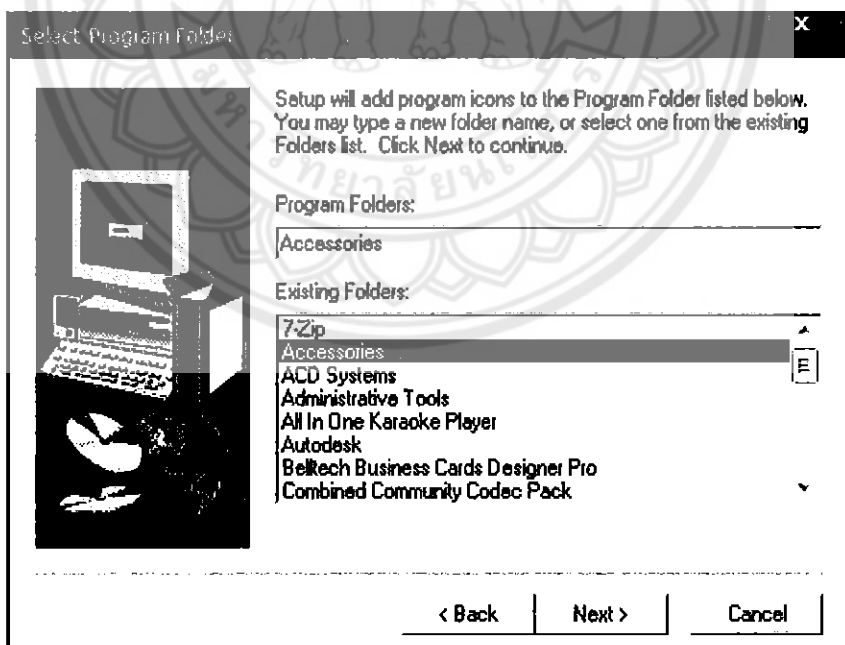 Select Program Folder
x
Setup will add program icons to the Program Folder listed below.
You may type a new folder name, or select one from the existing
Folders list. Click Next to continue.
Program Folders:
Accessories
Existing Folders:
7-Zip
Accessories
ACD Systems
Administrative Tools
All In One Karaoke Player
Autodesk
Belltech Business Cards Designer Pro
Combined Community Codec Pack
< Back
Next >
Cancel